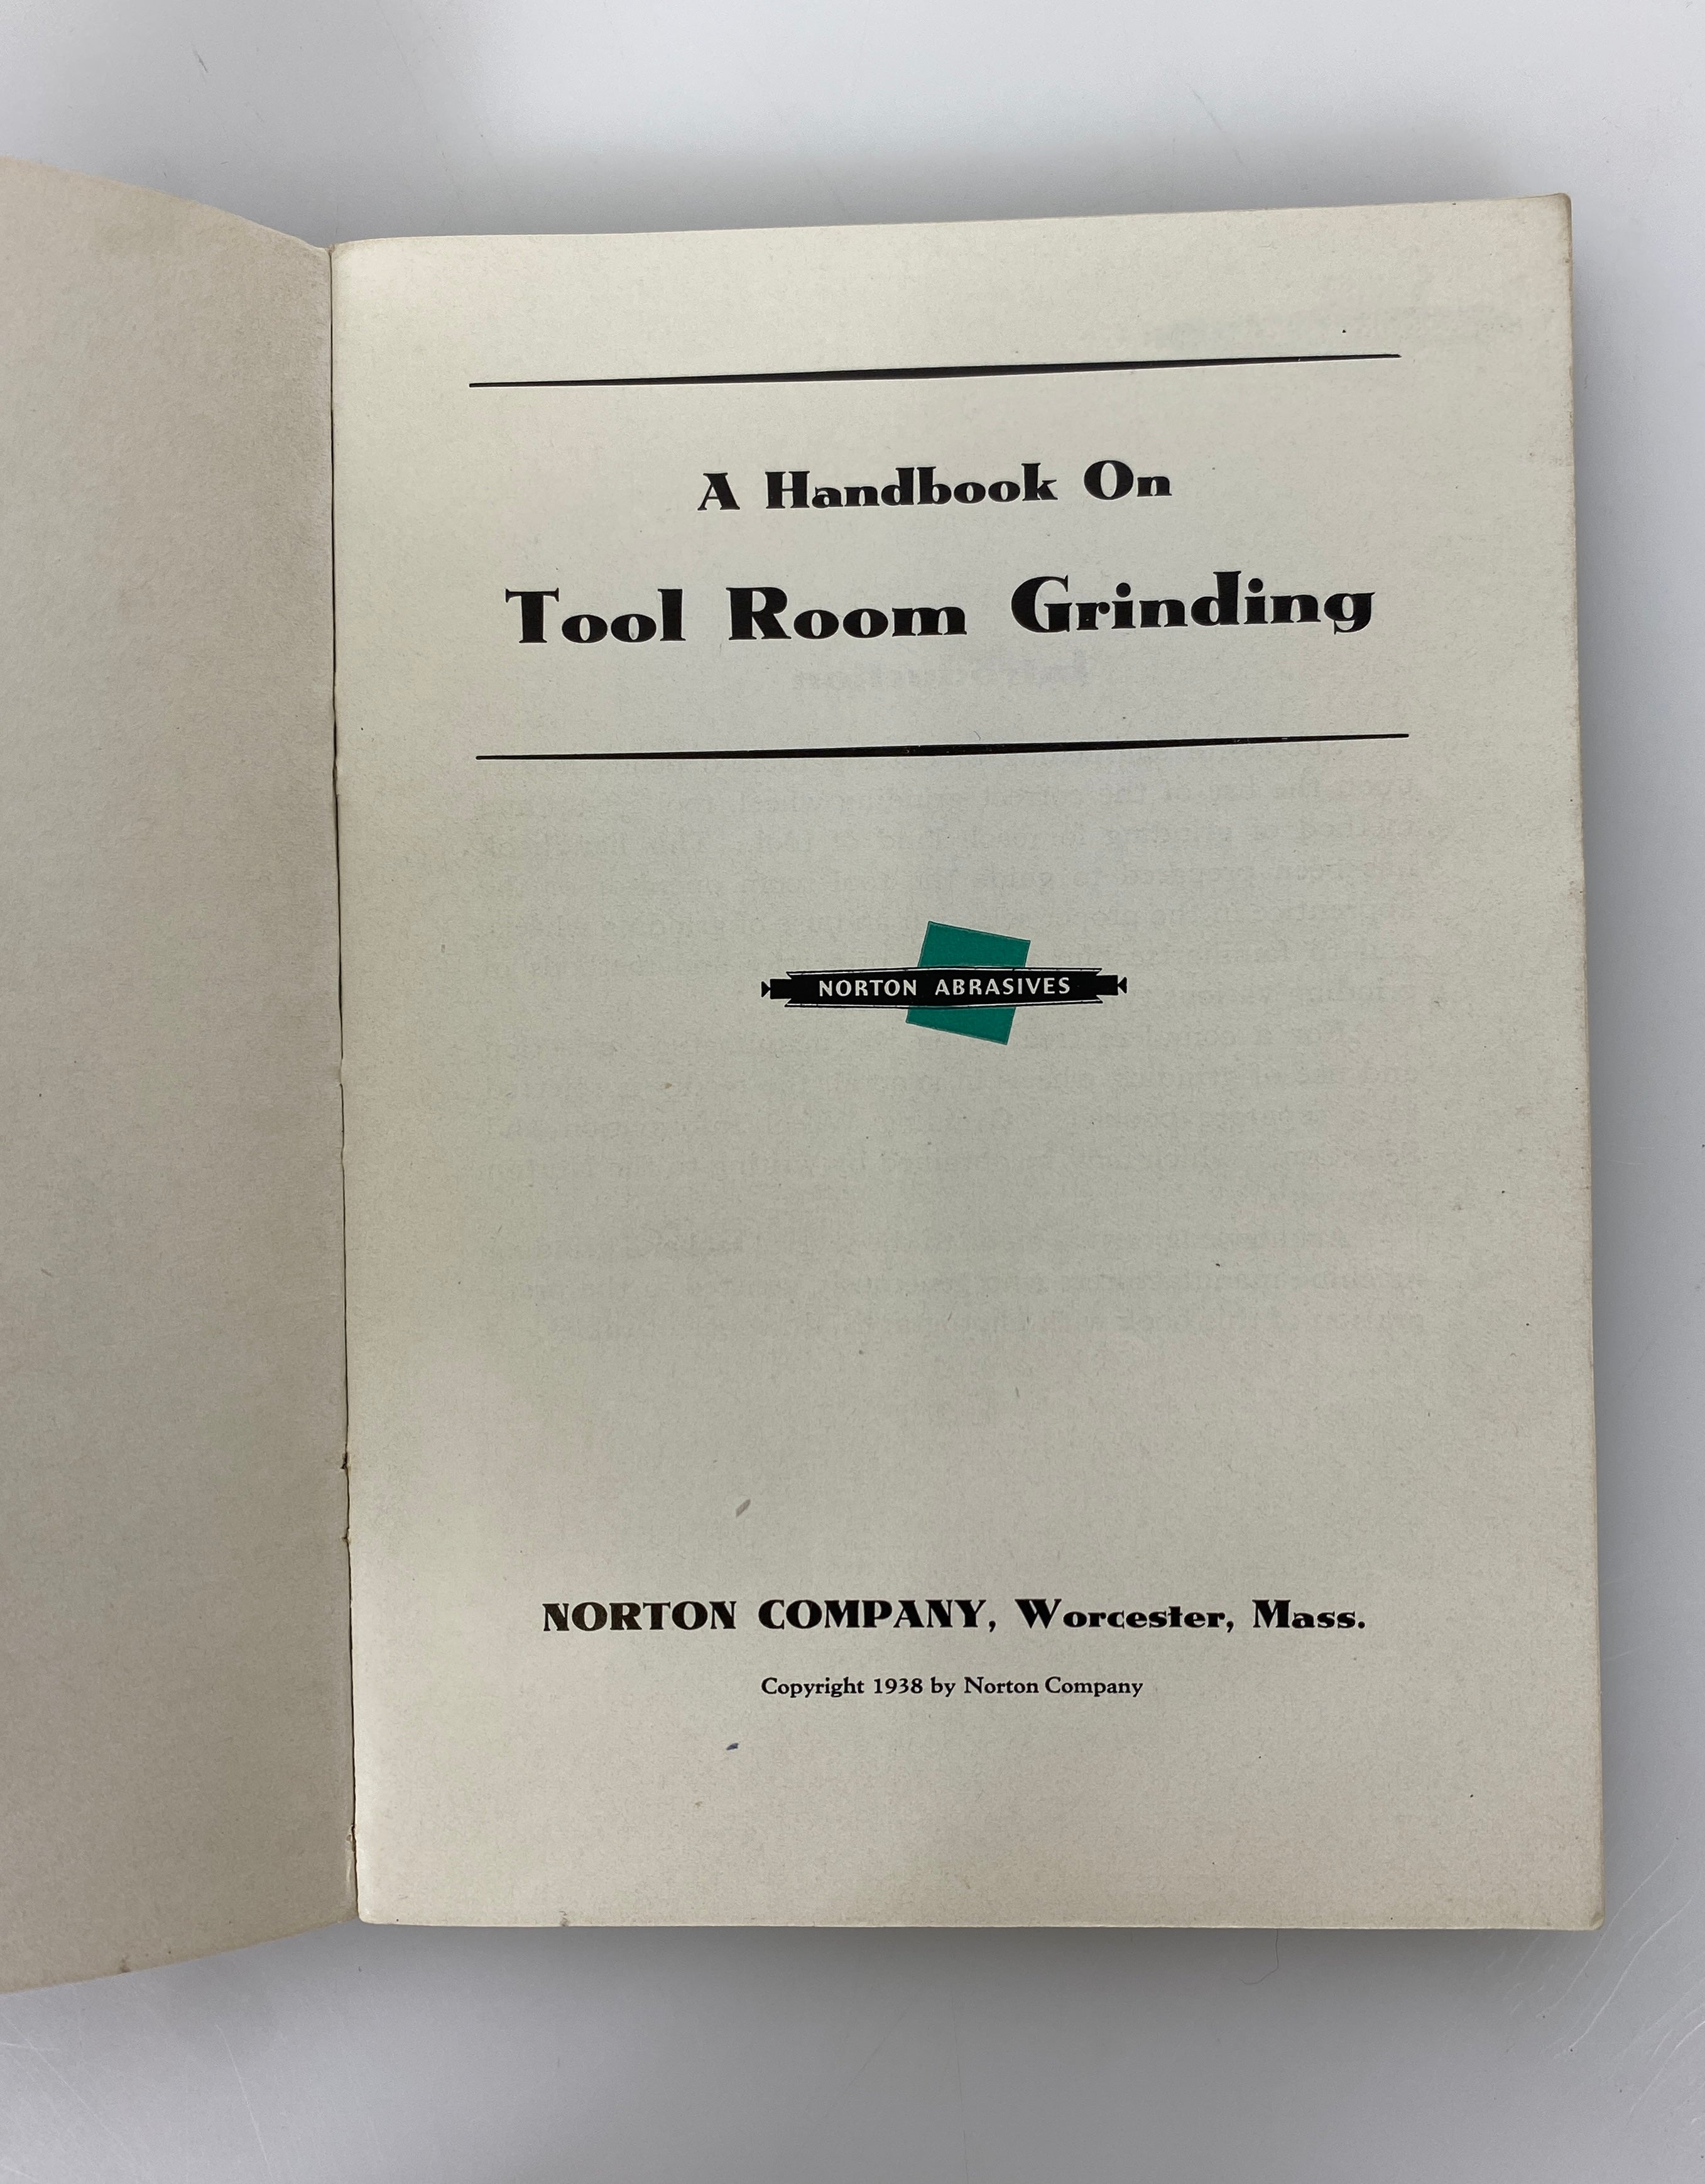 A Handbook On
Tool Room Grinding
NORTON ABRASIVES
NORTON COMPANY, Worcester, Mass.
Copyright 1938 by Norton Company